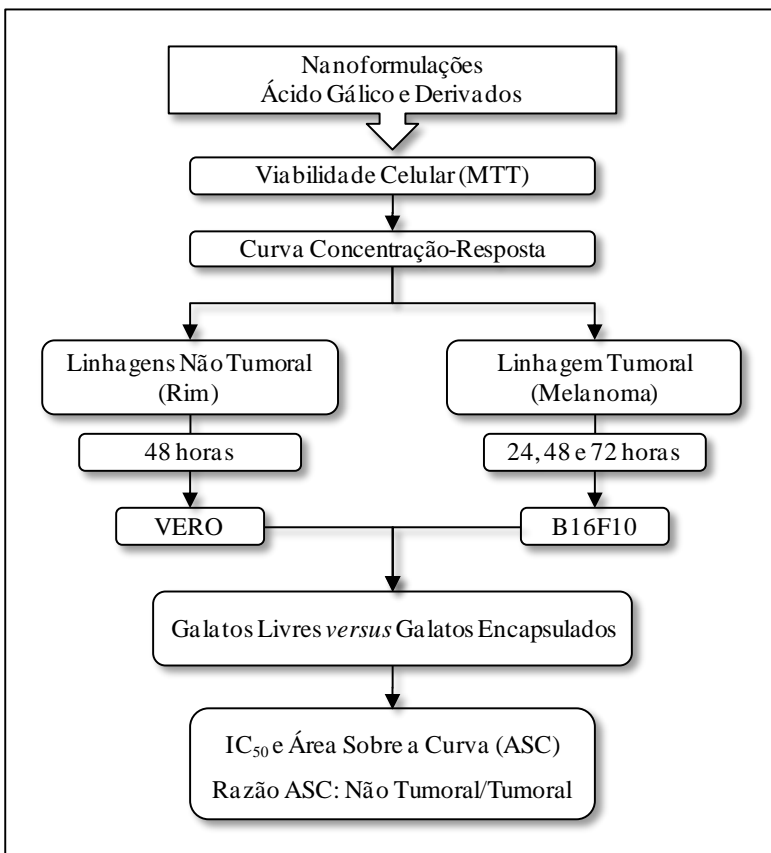 Nanoformulações
Ácido Gálico e Derivados
Viabilidade Celular (MTT)
Curva Concentração-Resposta
Linhagens Não Tumoral
(Rim)
Linhagem Tumoral
(Melanoma)
48 horas
24, 48 e 72 horas
VERO
B16F10
Galatos Livres versus Galatos Encapsulados
IC₅₀ e Área Sobre a Curva (ASC)
Razão ASC: Não Tumoral/Tumoral